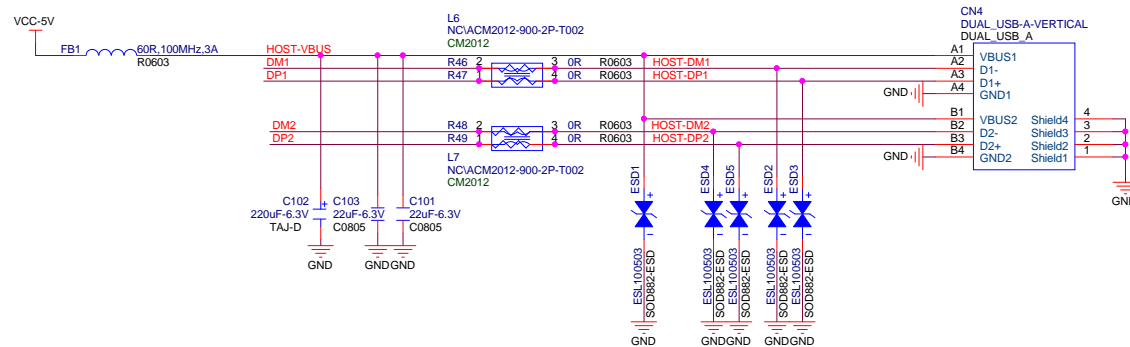 VCC-5V
FB1
60R,100MHz,3A
R0603
HOST-VBUS
DM1
DP1
L6
NC\ACM2012-900-2P-T002
CM2012
R46 2 3 0R R0603 HOST-DM1
R47 1 4 0R R0603 HOST-DP1
DM2
DP2
R48 2 3 0R R0603 HOST-DM2
R49 1 4 0R R0603 HOST-DP2
L7
NC\ACM2012-900-2P-T002
CM2012
CN4
DUAL_USB-A-VERTICAL
DUAL_USB_A
A1 VBUS1
A2 D1-
A3 D1+
A4 GND1
GND
B1 VBUS2
B2 D2-
B3 D2+
B4 GND2
GND
Shield4 4
Shield3 3
Shield2 2
Shield1 1
GND
C102
220uF-6.3V
TAJ-D
GND
C103
22uF-6.3V
GND
C101
22uF-6.3V
C0805
C0805
GND
ESD1
ESL100503
SOD882-ESD
GND
ESD4
ESL100503
SOD882-ESD
GND
ESD5
ESL100503
SOD882-ESD
GND
ESD2
ESL100503
SOD882-ESD
GND
ESD3
ESL100503
SOD882-ESD
GND